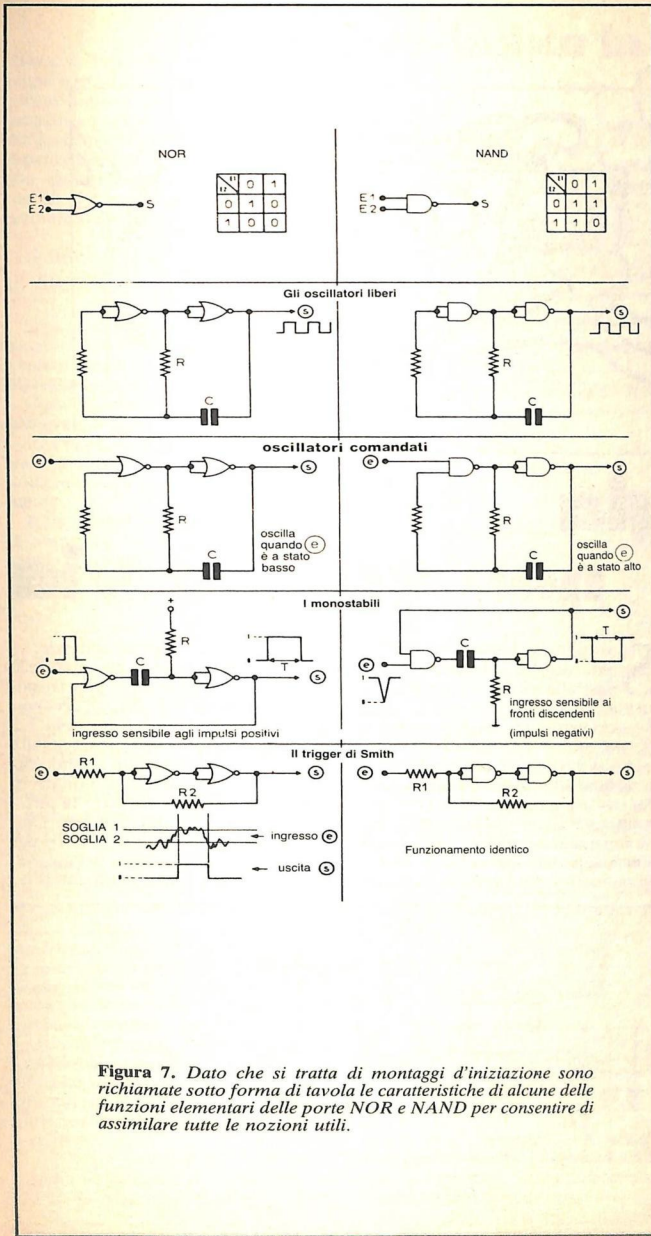 NOR
NAND
E1
E2
S
E1
E2
0 1
0 1 0
1 0 0
E1
E2
S
E1
E2
0 1
0 1 1
1 1 0
Gli oscillatori liberi
R
C
s
R
C
s
oscillatori comandati
e
s
R
C
oscilla
quando e
è a stato
basso
e
s
R
C
oscilla
quando e
è a stato alto
I monostabili
+
R
C
e
T
s
ingresso sensibile agli impulsi positivi
e
C
R
T
s
ingresso sensibile ai
fronti discendenti
(impulsi negativi)
Il trigger di Smith
e
R1
R2
s
SOGLIA 1
SOGLIA 2
ingresso e
uscita s
e
R1
R2
s
Funzionamento identico
Figura 7. Dato che si tratta di montaggi d'iniziazione sono
richiamate sotto forma di tavola le caratteristiche di alcune delle
funzioni elementari delle porte NOR e NAND per consentire di
assimilare tutte le nozioni utili.